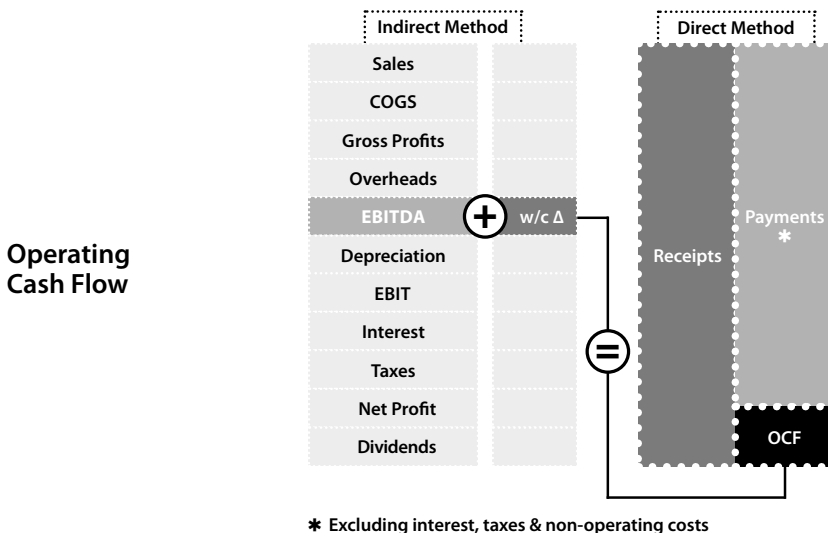 Indirect Method
Direct Method
Sales
COGS
Gross Profits
Overheads
EBITDA + w/c Δ
Depreciation
EBIT
Interest
Taxes
Net Profit
Dividends
=
Receipts
Payments
✱
OCF
Operating
Cash Flow
✱ Excluding interest, taxes & non-operating costs